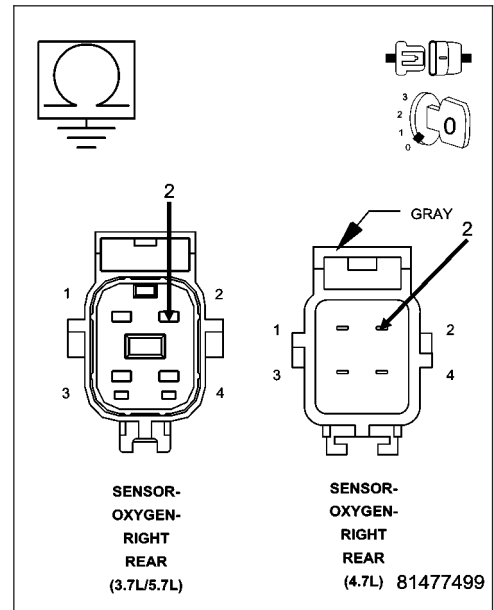 3
2
1
0
0
2
GRAY
2
1
2
1
2
3
4
3
4
SENSOR-
OXYGEN-
RIGHT
REAR
(3.7L/5.7L)
SENSOR-
OXYGEN-
RIGHT
REAR
(4.7L)
81477499